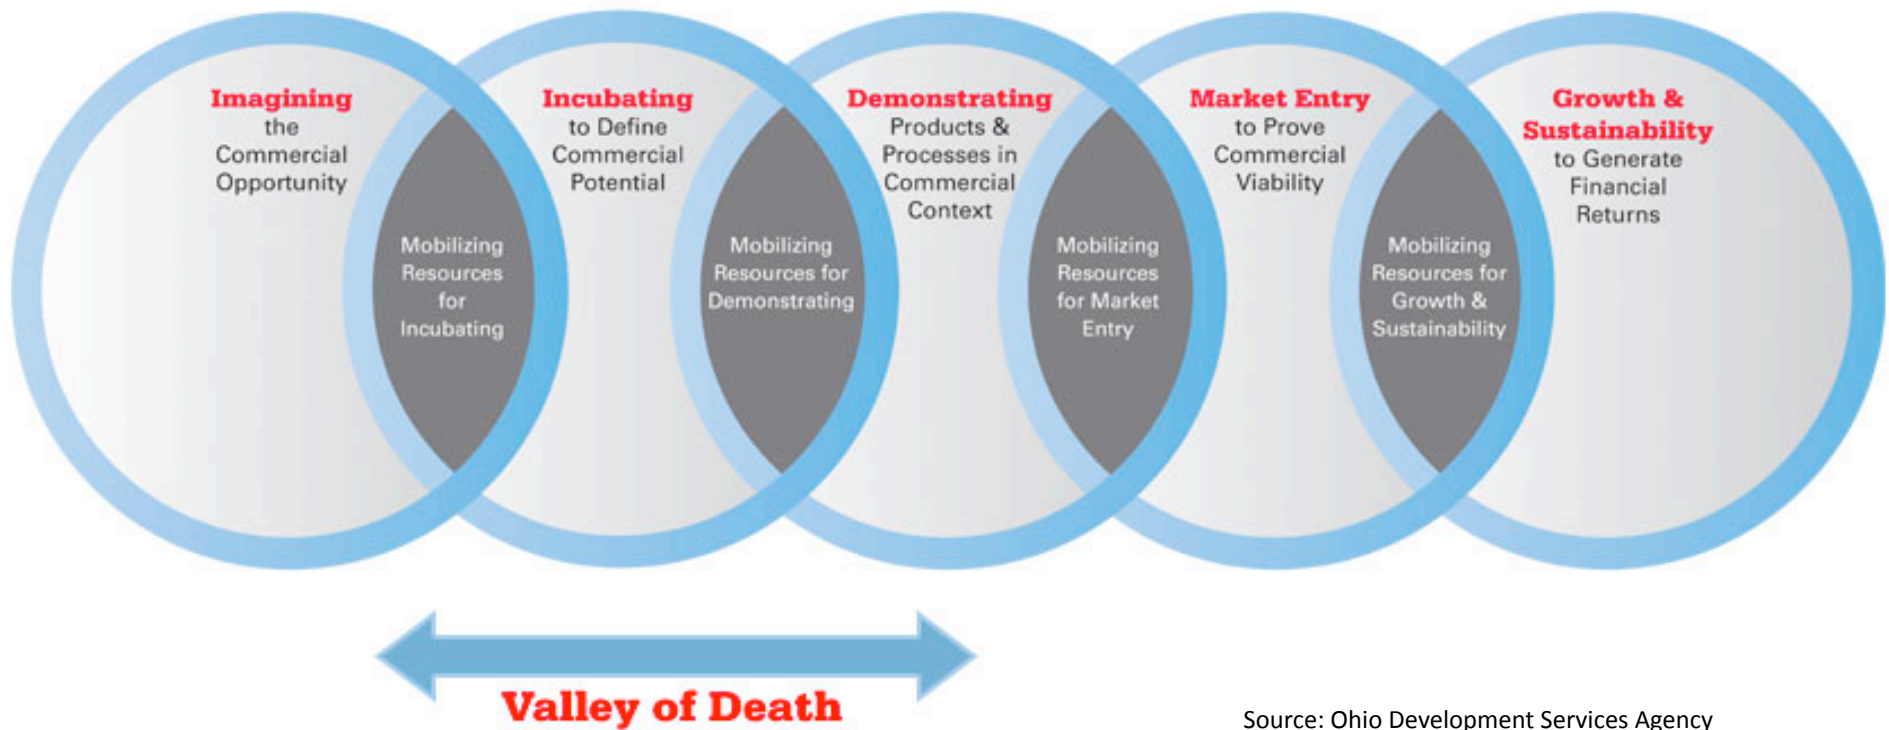 Imagining
the
Commercial
Opportunity
Mobilizing
Resources
for
Incubating
Incubating
to Define
Commercial
Potential
Mobilizing
Resources for
Demonstrating
Demonstrating
Products &
Processes in
Commercial
Context
Mobilizing
Resources
for Market
Entry
Market Entry
to Prove
Commercial
Viability
Mobilizing
Resources for
Growth &
Sustainability
Growth &
Sustainability
to Generate
Financial
Returns
Valley of Death
Source: Ohio Development Services Agency